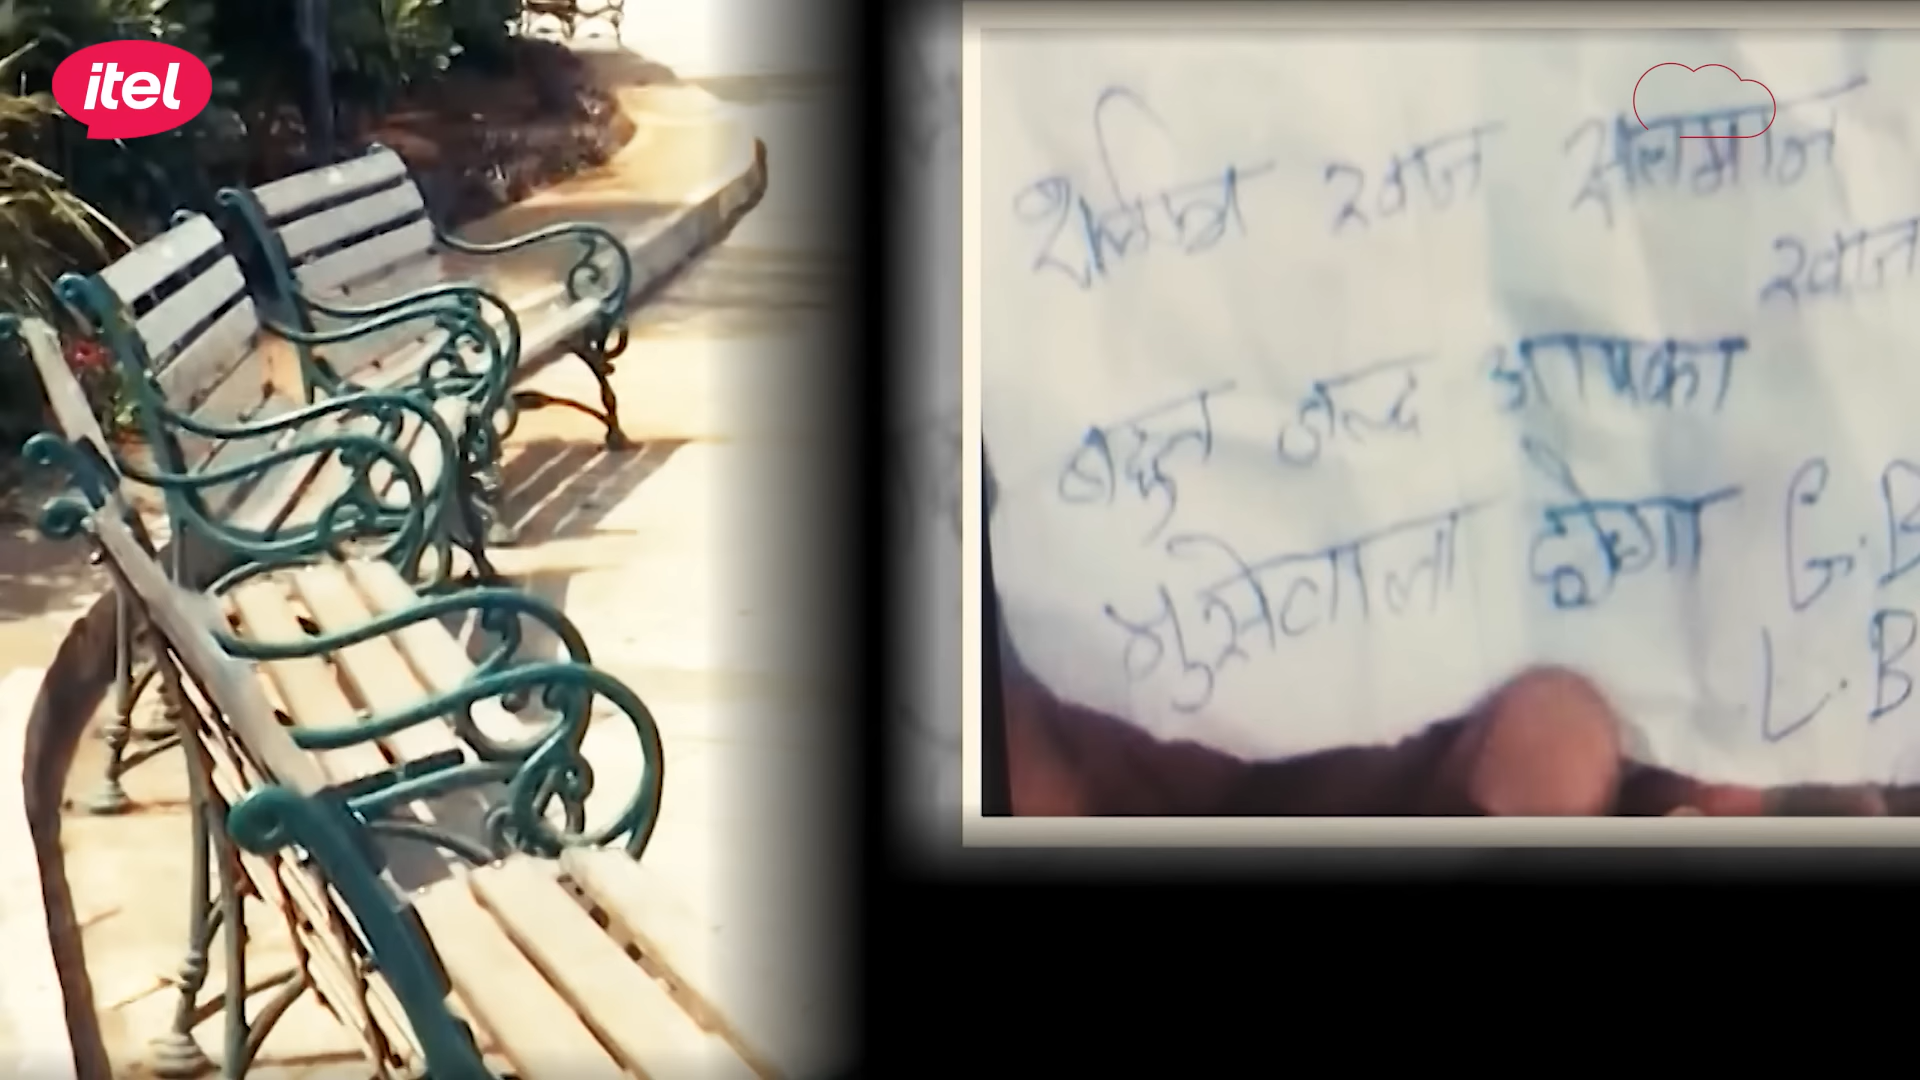 itel
सलिम खान सलमान
खान
बहुत जल्द आपका
मुसेवाला होगा G.B
L.B